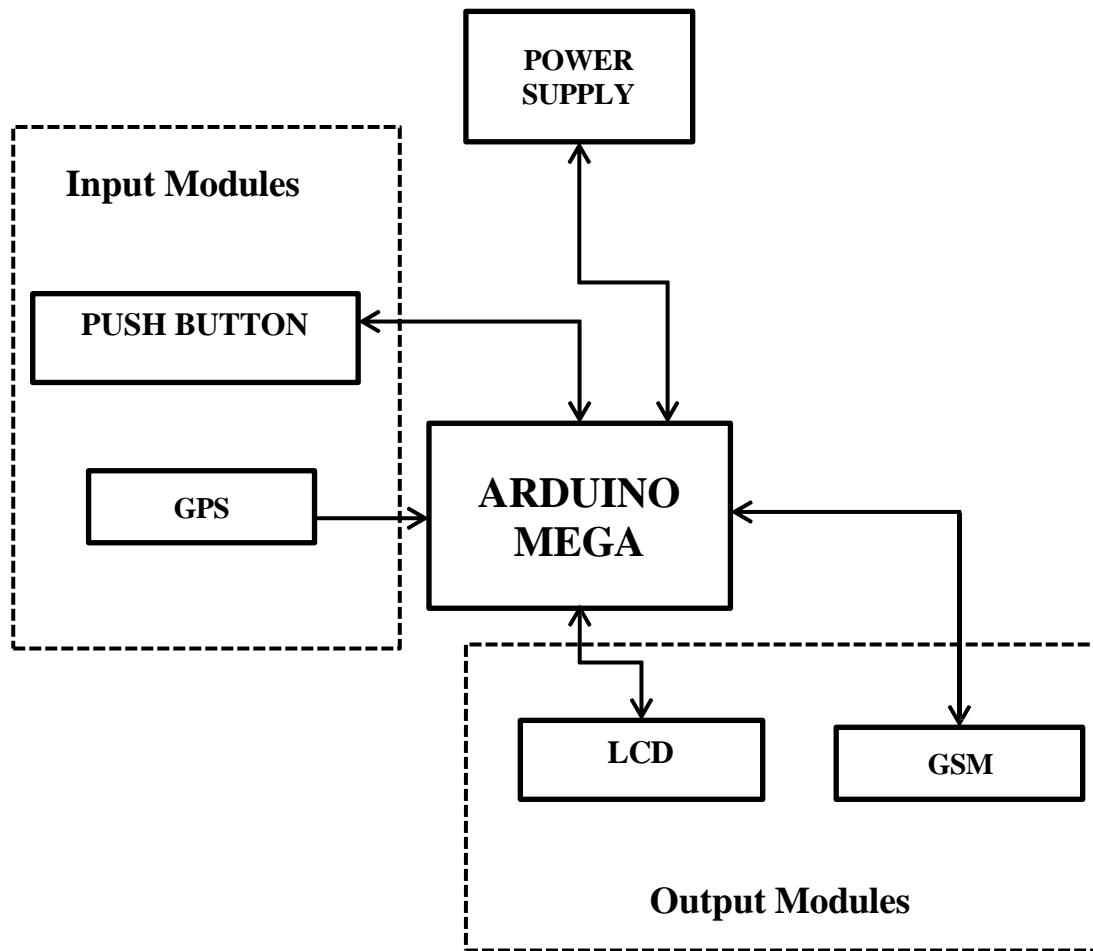 POWER
SUPPLY
Input Modules
PUSH BUTTON
GPS
ARDUINO
MEGA
LCD
GSM
Output Modules